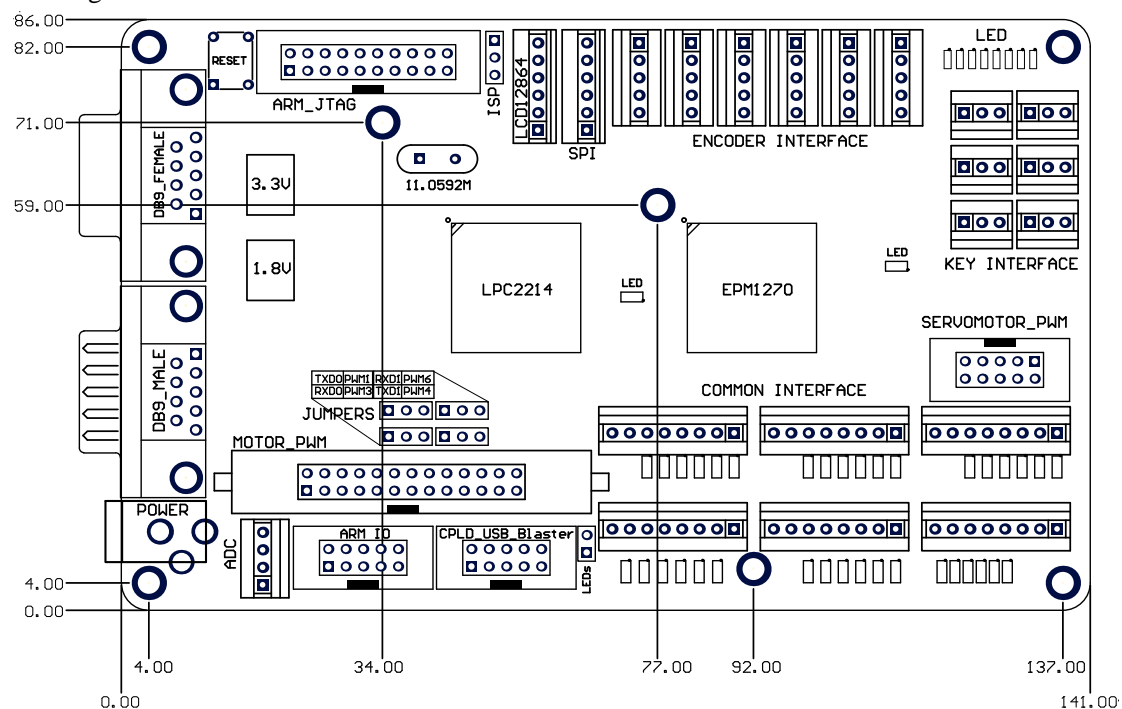 86.00
82.00
LED
RESET
ARM_JTAG
ISP
LCD12864
SPI
ENCODER INTERFACE
71.00
DB9_FEMALE
3.3V
11.0592M
59.00
1.8V
LPC2214
LED
EPM1270
LED
KEY INTERFACE
SERVOMOTOR_PWM
DB9_MALE
TXD0 PWM1 RXD1 PWM6
RXD0 PWM3 TXD1 PWM4
JUMPERS
COMMON INTERFACE
MOTOR_PWM
POWER
ADC
ARM IO
CPLD_USB_Blaster
LEDs
4.00
0.00
4.00
34.00
77.00
92.00
137.00
0.00
141.00